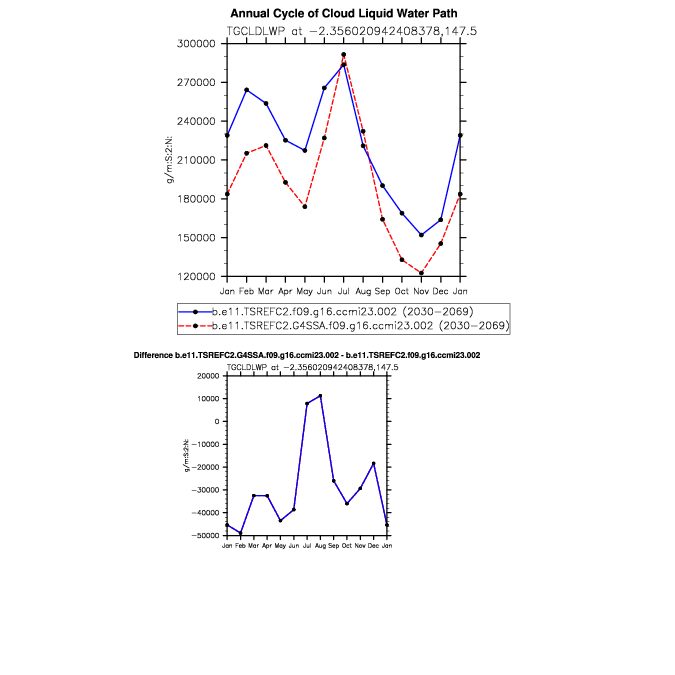 Annual Cycle of Cloud Liquid Water Path
TGCLDLWP at −2.356020942408378,147.5
300000
270000
240000
210000
180000
150000
120000
g/m:S:2:N:
Jan Feb Mar Apr May Jun Jul Aug Sep Oct Nov Dec Jan
b.e11.TSREFC2.f09.g16.ccmi23.002 (2030−2069)
b.e11.TSREFC2.G4SSA.f09.g16.ccmi23.002 (2030−2069)
Difference b.e11.TSREFC2.G4SSA.f09.g16.ccmi23.002 - b.e11.TSREFC2.f09.g16.ccmi23.002
TGCLDLWP at −2.356020942408378,147.5
20000
10000
0
−10000
−20000
−30000
−40000
−50000
g/m:S:2:N:
Jan Feb Mar Apr May Jun Jul Aug Sep Oct Nov Dec Jan